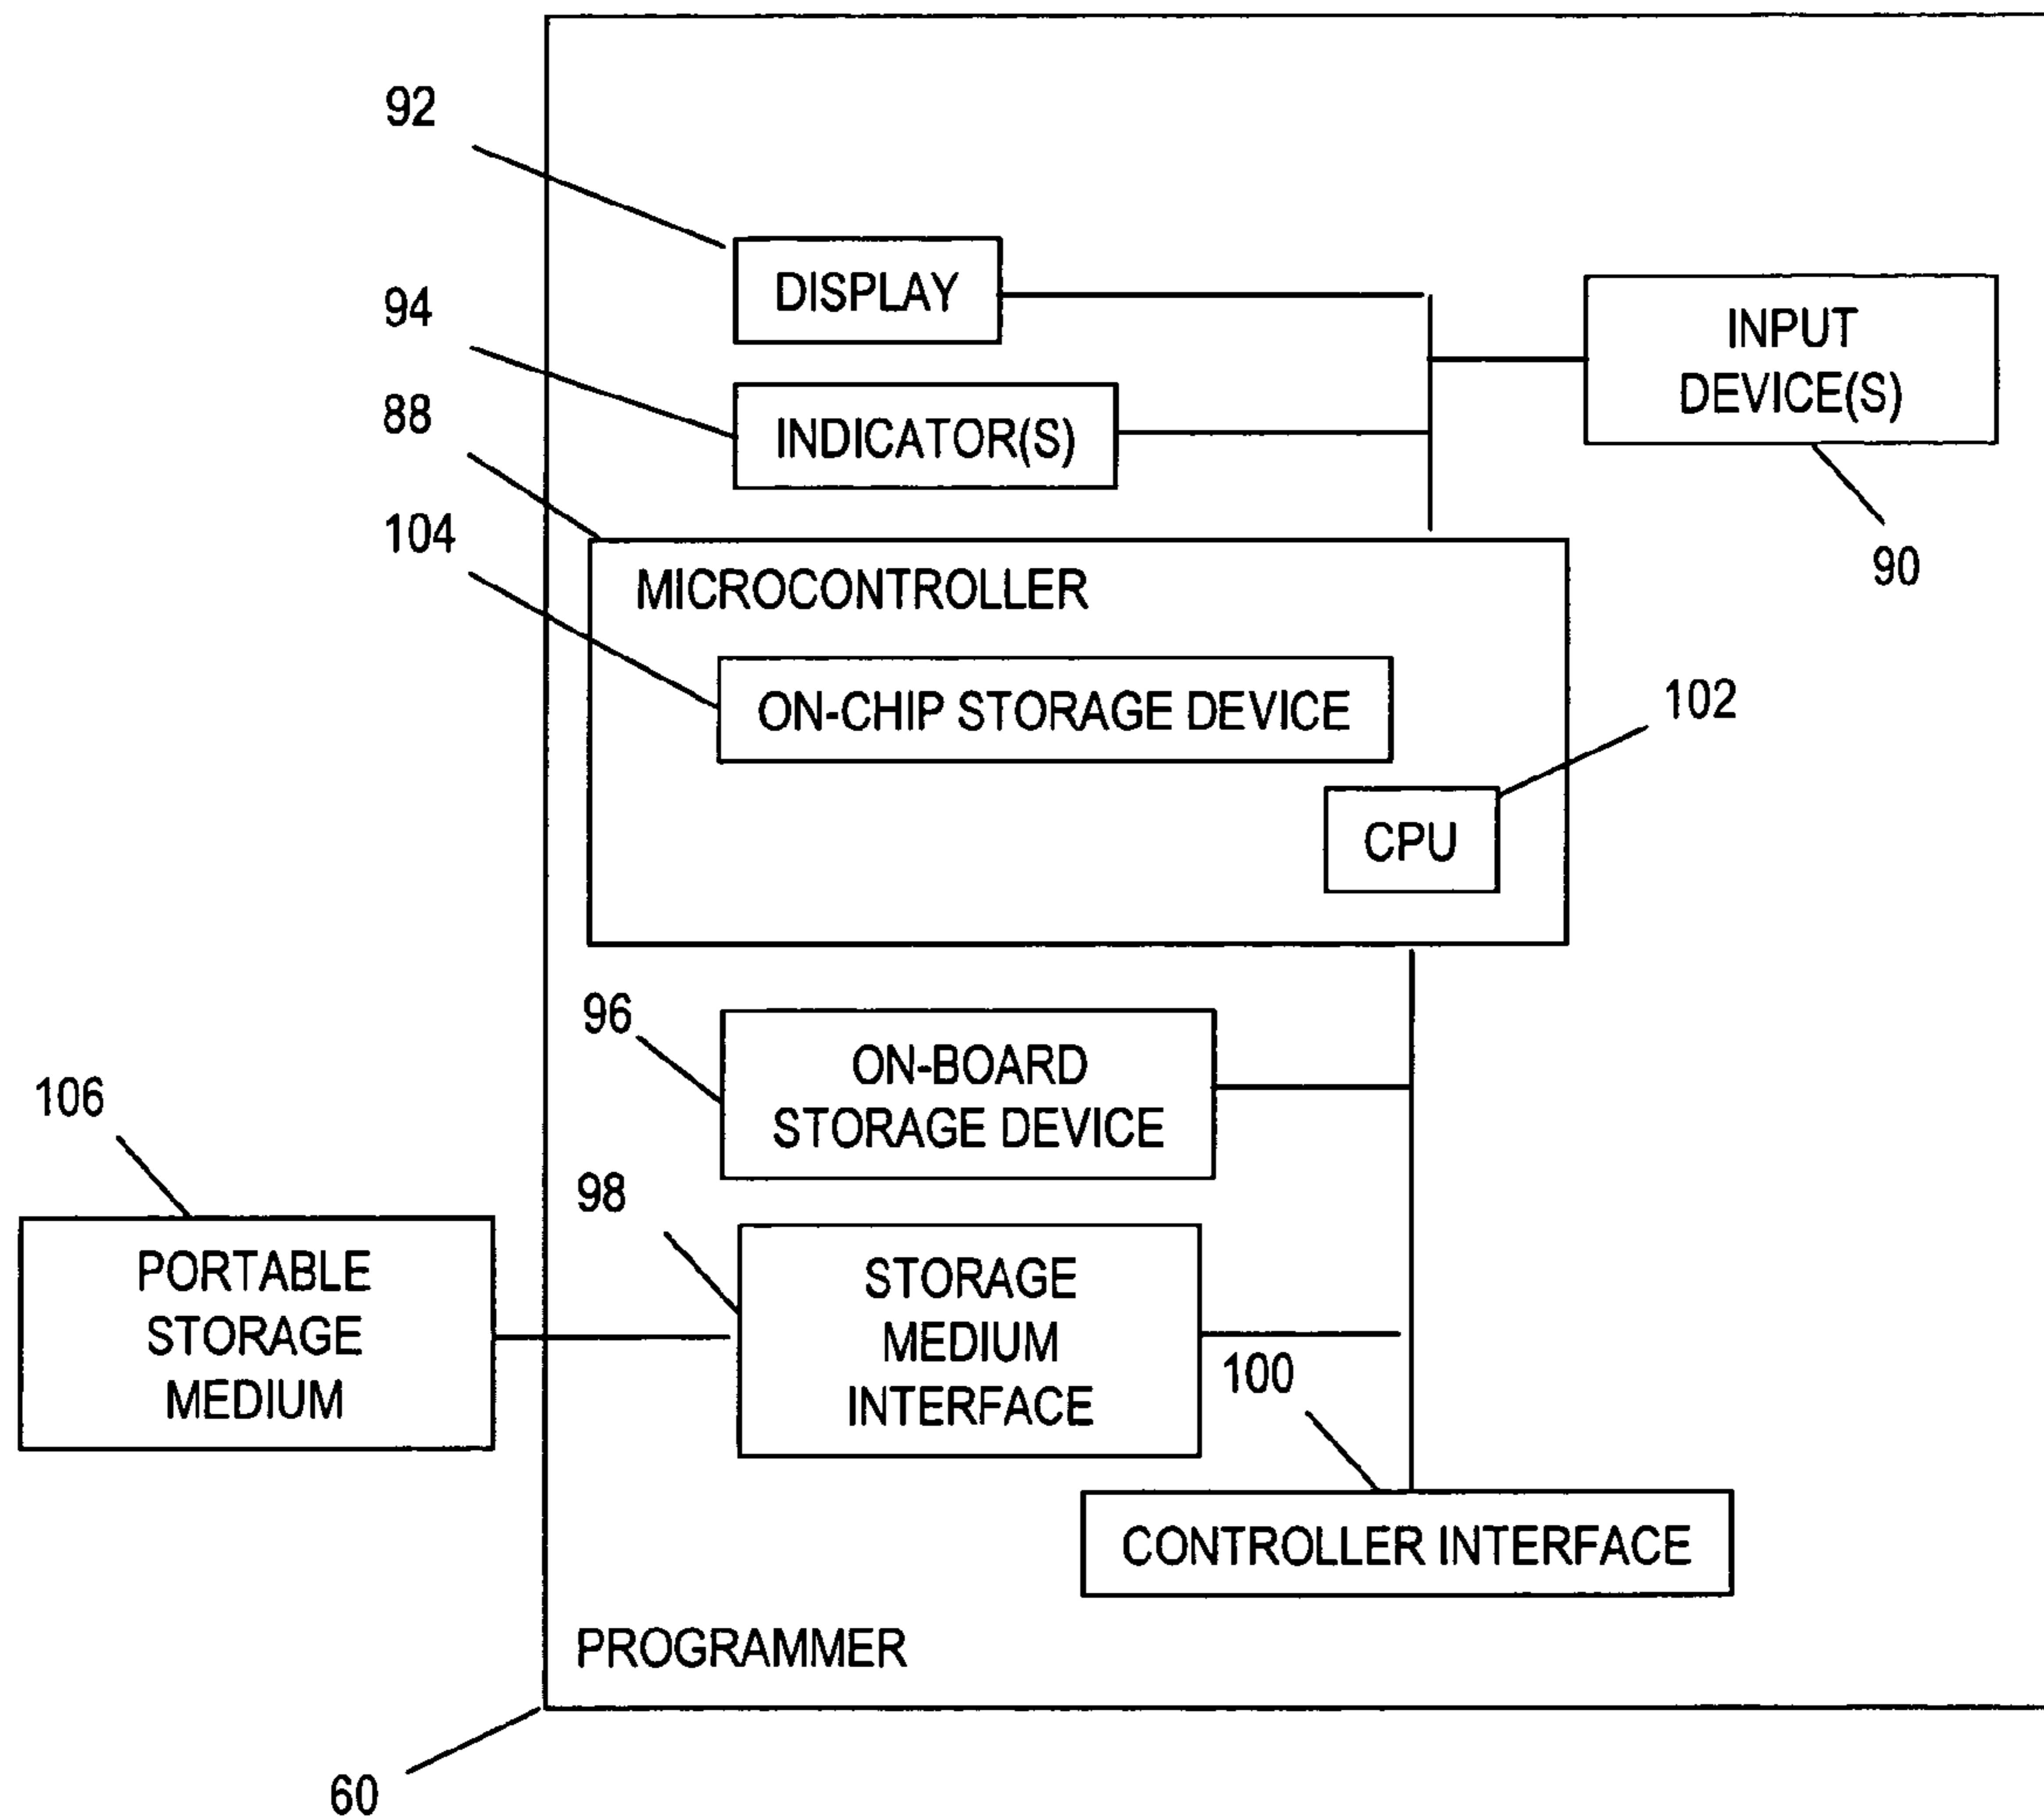 92
DISPLAY
94
INPUT
DEVICE(S)
88
INDICATOR(S)
104
90
MICROCONTROLLER
ON-CHIP STORAGE DEVICE
102
CPU
96
ON-BOARD
STORAGE DEVICE
106
98
PORTABLE
STORAGE
MEDIUM
STORAGE
MEDIUM
INTERFACE
100
CONTROLLER INTERFACE
PROGRAMMER
60